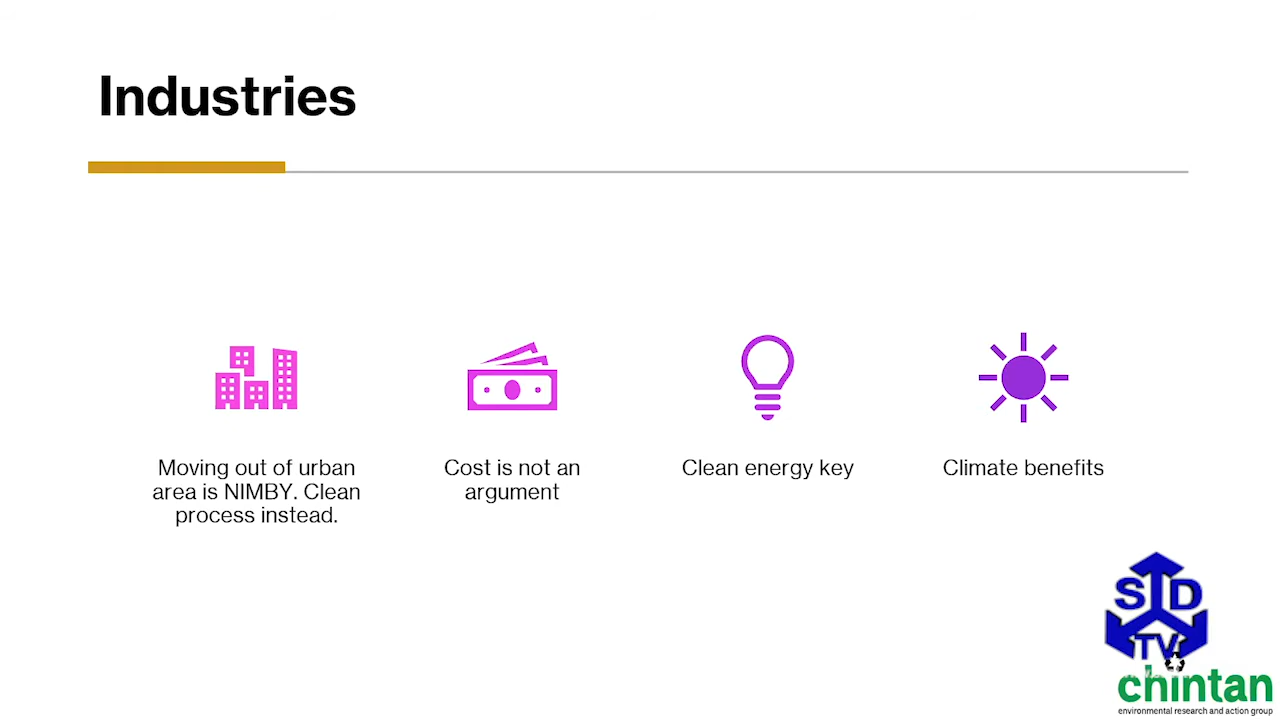 Industries
Moving out of urban
area is NIMBY. Clean
process instead.
Cost is not an
argument
Clean energy key
Climate benefits
S D
TV
chintan
environmental research and action group